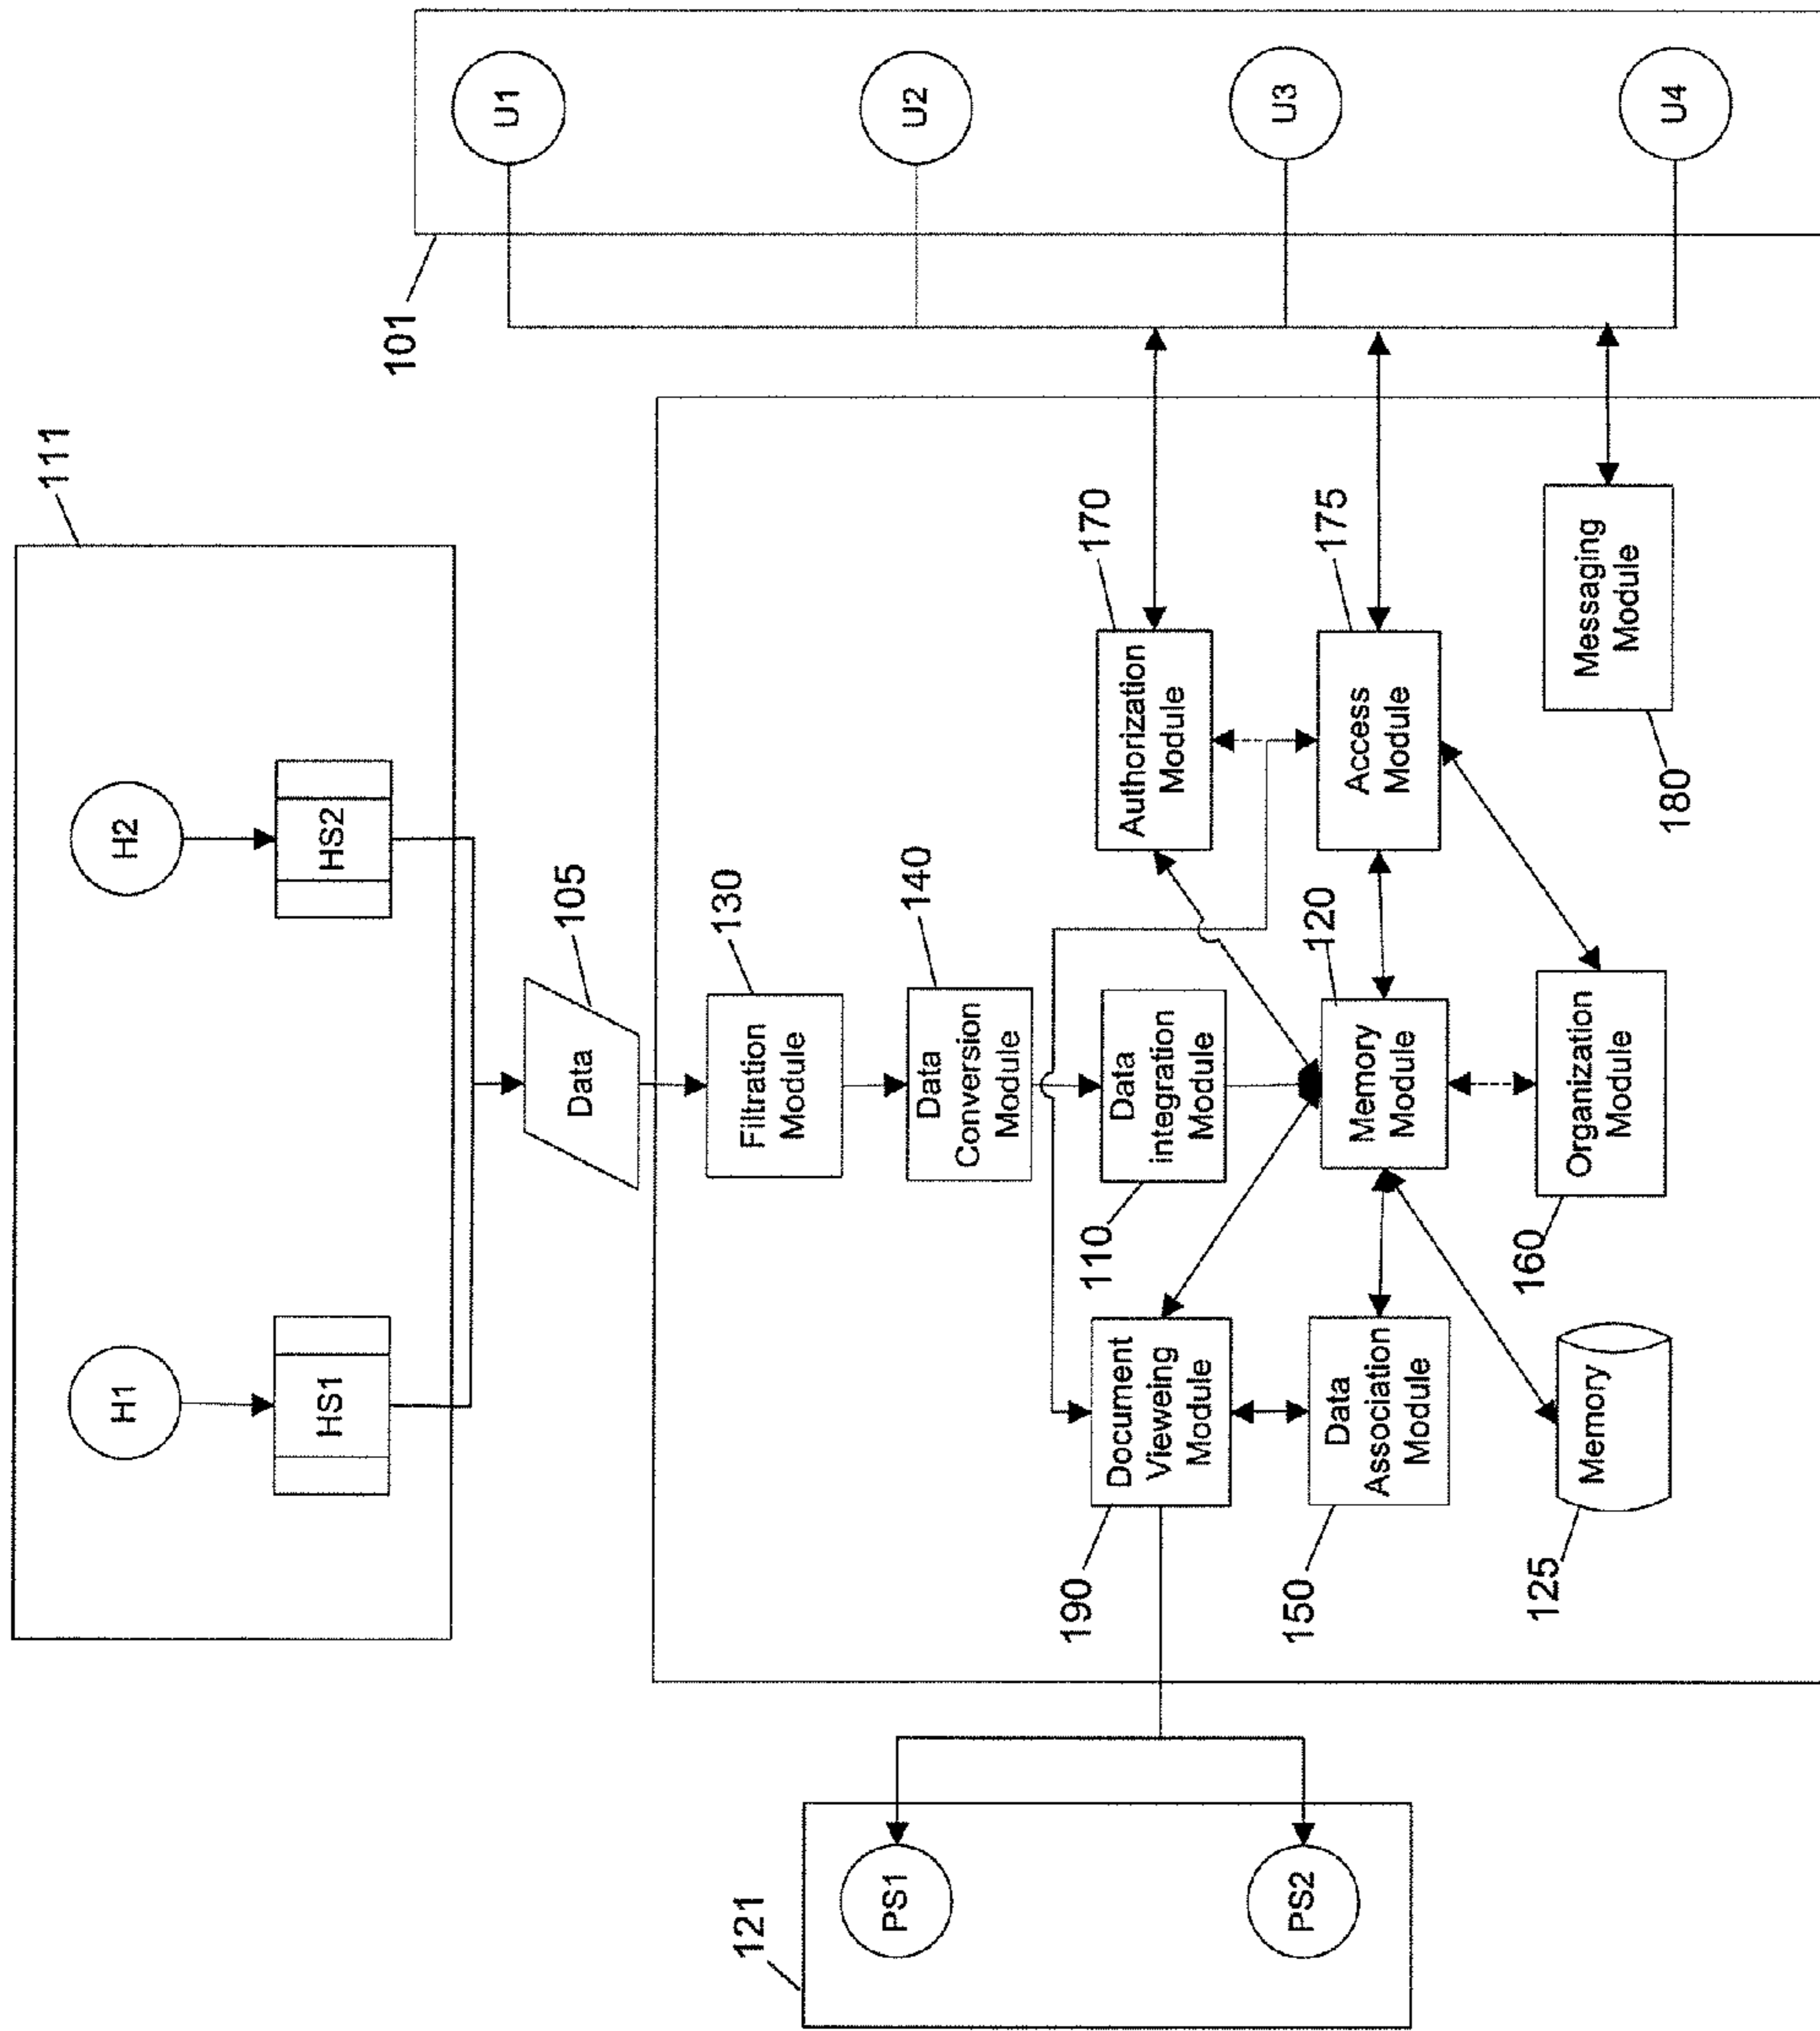 111
H1
H2
HS1
HS2
101
U1
U2
U3
U4
Data
105
Filtration
Module
130
Data
Conversion
Module
140
Data
integration
Module
110
Authorization
Module
170
Document
Vieweing
Module
190
Memory
Module
120
Access
Module
175
Data
Association
Module
150
Memory
125
Organization
Module
160
Messaging
Module
180
121
PS1
PS2